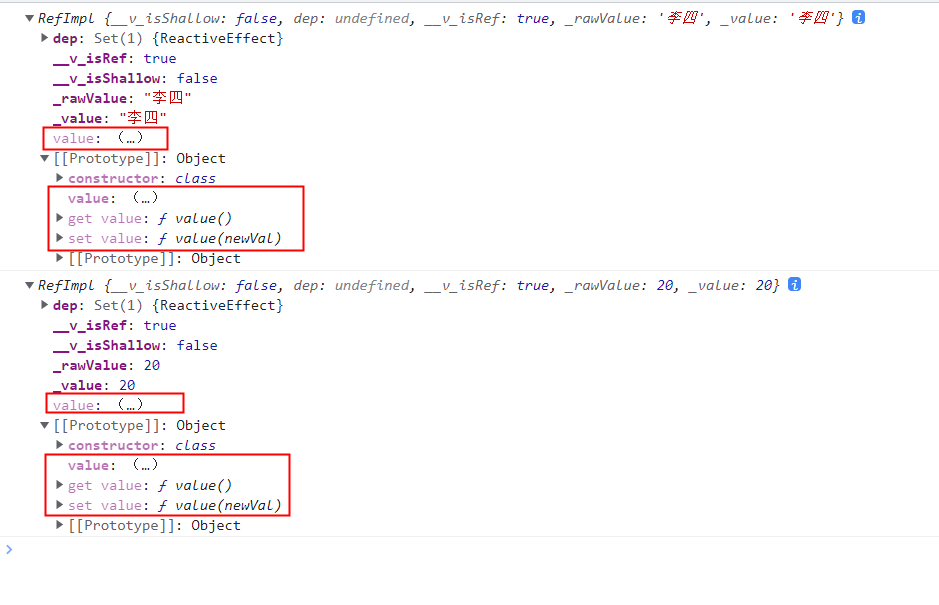 RefImpl {__v_isShallow: false, dep: undefined, __v_isRef: true, _rawValue: '李四', _value: '李四'}
dep: Set(1) {ReactiveEffect}
__v_isRef: true
__v_isShallow: false
_rawValue: "李四"
_value: "李四"
value: (…)
[[Prototype]]: Object
constructor: class
value: (…)
get value: ƒ value()
set value: ƒ value(newVal)
[[Prototype]]: Object
RefImpl {__v_isShallow: false, dep: undefined, __v_isRef: true, _rawValue: 20, _value: 20}
dep: Set(1) {ReactiveEffect}
__v_isRef: true
__v_isShallow: false
_rawValue: 20
_value: 20
value: (…)
[[Prototype]]: Object
constructor: class
value: (…)
get value: ƒ value()
set value: ƒ value(newVal)
[[Prototype]]: Object